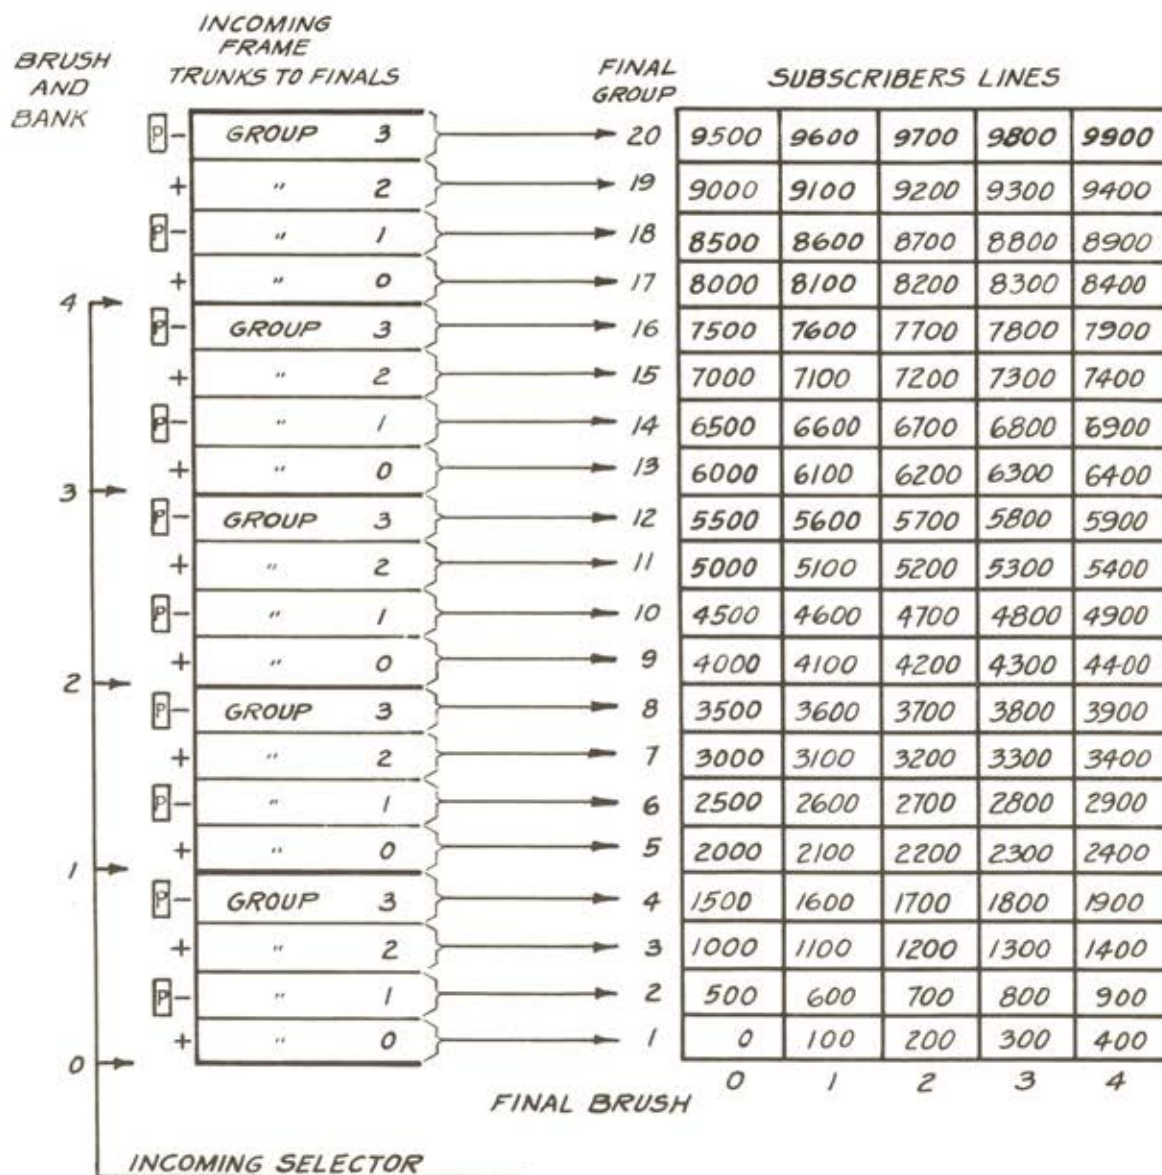 INCOMING
FRAME
TRUNKS TO FINALS
BRUSH
AND
BANK
FINAL
GROUP
SUBSCRIBERS LINES
P - GROUP 3 20 9500 9600 9700 9800 9900
+ " 2 19 9000 9100 9200 9300 9400
P - " 1 18 8500 8600 8700 8800 8900
+ " 0 17 8000 8100 8200 8300 8400
4
P - GROUP 3 16 7500 7600 7700 7800 7900
+ " 2 15 7000 7100 7200 7300 7400
P - " 1 14 6500 6600 6700 6800 6900
+ " 0 13 6000 6100 6200 6300 6400
3
P - GROUP 3 12 5500 5600 5700 5800 5900
+ " 2 11 5000 5100 5200 5300 5400
P - " 1 10 4500 4600 4700 4800 4900
+ " 0 9 4000 4100 4200 4300 4400
2
P - GROUP 3 8 3500 3600 3700 3800 3900
+ " 2 7 3000 3100 3200 3300 3400
P - " 1 6 2500 2600 2700 2800 2900
+ " 0 5 2000 2100 2200 2300 2400
1
P - GROUP 3 4 1500 1600 1700 1800 1900
+ " 2 3 1000 1100 1200 1300 1400
P - " 1 2 500 600 700 800 900
+ " 0 1 0 100 200 300 400
0
0 1 2 3 4
FINAL BRUSH
INCOMING SELECTOR